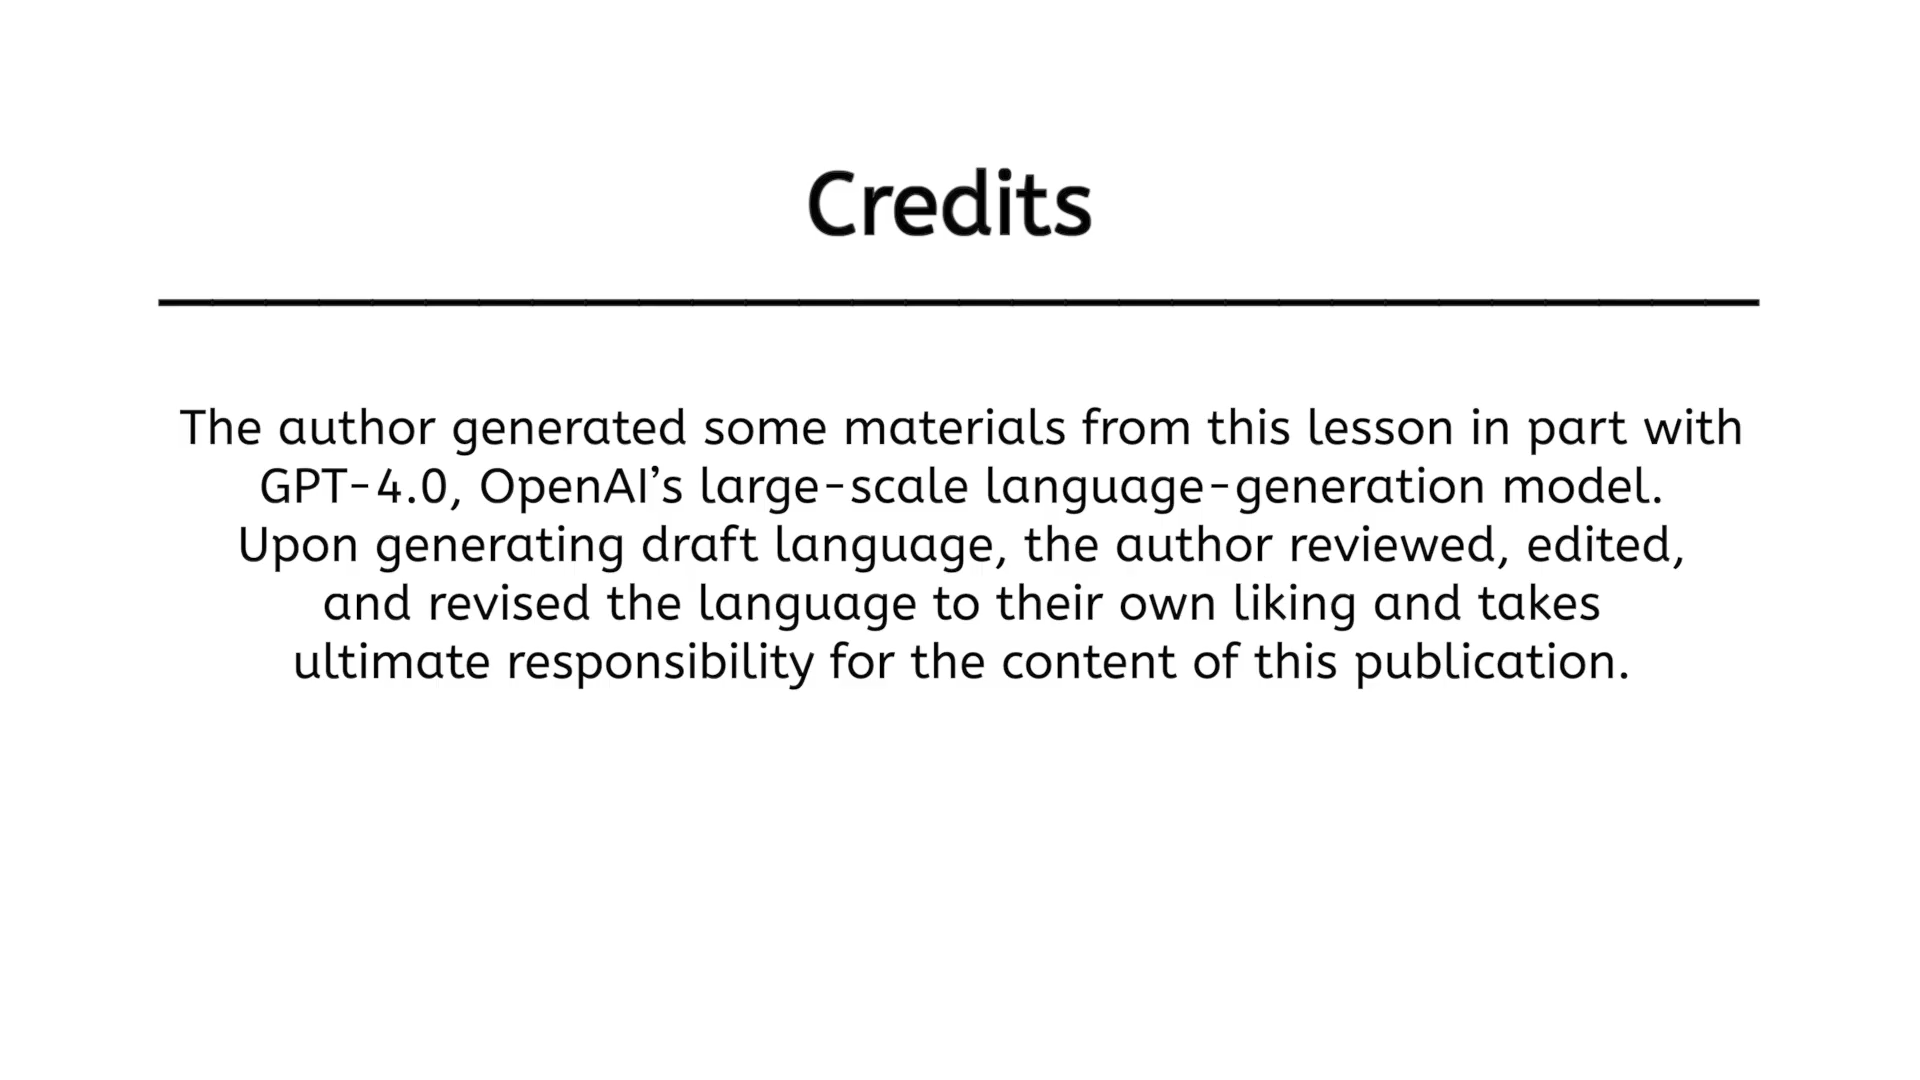 Credits
The author generated some materials from this lesson in part with
GPT-4.0, OpenAI’s large-scale language-generation model.
Upon generating draft language, the author reviewed, edited,
and revised the language to their own liking and takes
ultimate responsibility for the content of this publication.